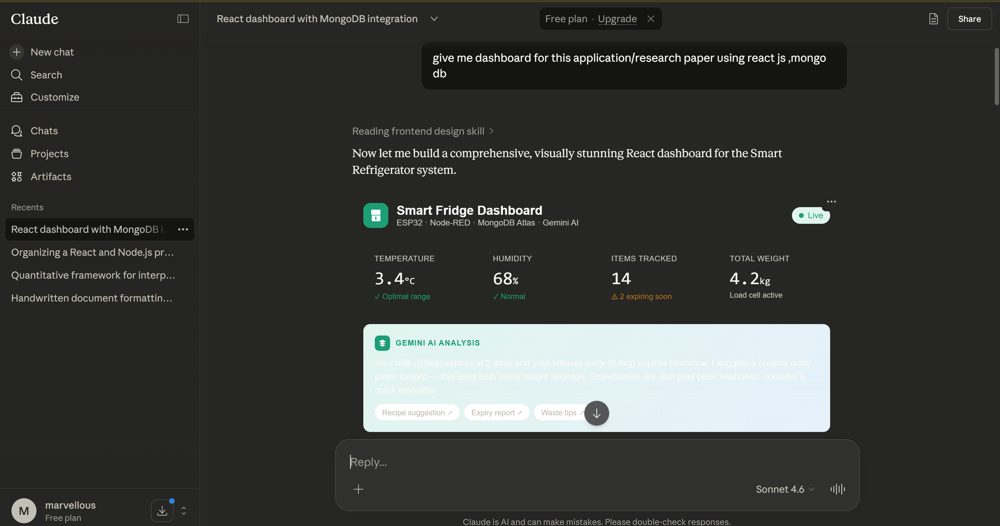 Claude
New chat
Search
Customize
Chats
Projects
Artifacts
Recents
React dashboard with MongoDB i...
Organizing a React and Node.js pr...
Quantitative framework for interp...
Handwritten document formattin...
M
marvellous
Free plan
React dashboard with MongoDB integration
Free plan · Upgrade
Share
give me dashboard for this application/research paper using react js ,mongo
db
Reading frontend design skill >
Now let me build a comprehensive, visually stunning React dashboard for the Smart
Refrigerator system.
Smart Fridge Dashboard
ESP32 · Node-RED · MongoDB Atlas · Gemini AI
Live
TEMPERATURE
3.4°C
✓ Optimal range
HUMIDITY
68%
✓ Normal
ITEMS TRACKED
14
⚠ 2 expiring soon
TOTAL WEIGHT
4.2kg
Load cell active
GEMINI AI ANALYSIS
Your milk (0.9kg) expires in 2 days and your leftover curry (0.4kg) expires tomorrow. I suggest a creamy curry
pasta tonight — this uses both items before spoilage. Strawberries are also past peak freshness; consider a
quick smoothie.
Recipe suggestion ↗
Expiry report ↗
Waste tips ↗
Reply...
Sonnet 4.6
Claude is AI and can make mistakes. Please double-check responses.